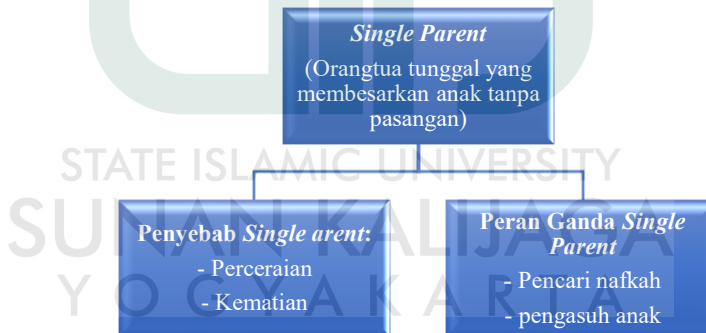 Single Parent
(Orangtua tunggal yang
membesarkan anak tanpa
pasangan)
STATE ISLAMIC UNIVERSITY
SUNAN KALIJAGA
YOGYAKARTA
Penyebab Single arent:
- Perceraian
- Kematian
Peran Ganda Single
Parent
- Pencari nafkah
- pengasuh anak